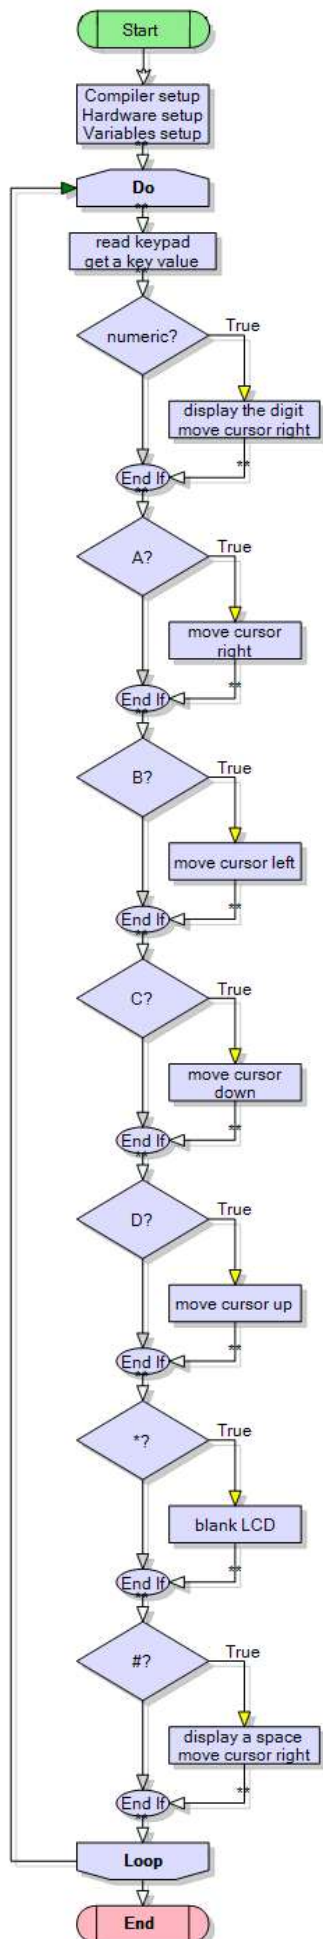 Start
Compiler setup
Hardware setup
Variables setup
**
Do
**
read keypad
get a key value
**
numeric?
True
display the digit
move cursor right
**
End If
**
A?
True
move cursor
right
**
End If
**
B?
True
move cursor left
**
End If
**
C?
True
move cursor
down
**
End If
**
D?
True
move cursor up
**
End If
**
*?
True
blank LCD
**
End If
**
#?
True
display a space
move cursor right
**
End If
**
Loop
End